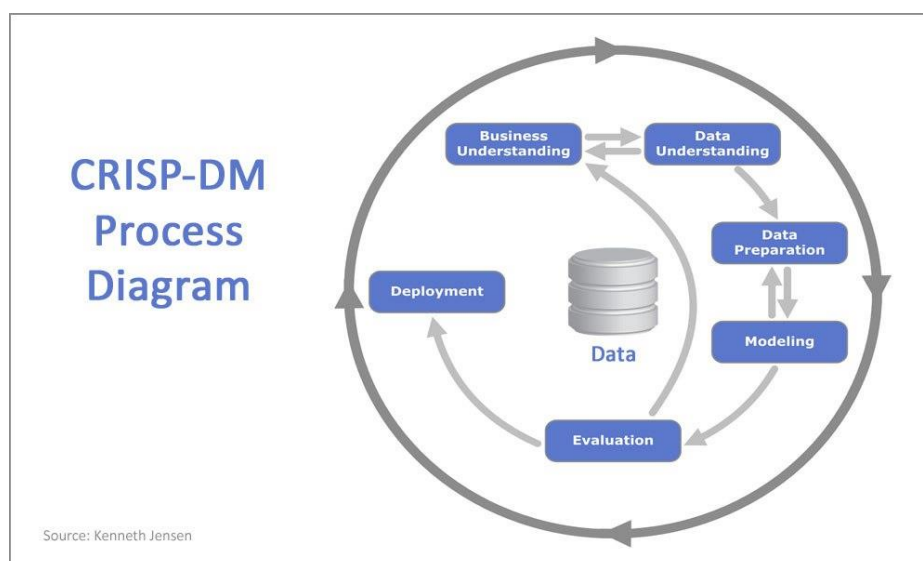 CRISP-DM
Process
Diagram
Business
Understanding
Data
Understanding
Data
Preparation
Modeling
Evaluation
Deployment
Data
Source: Kenneth Jensen